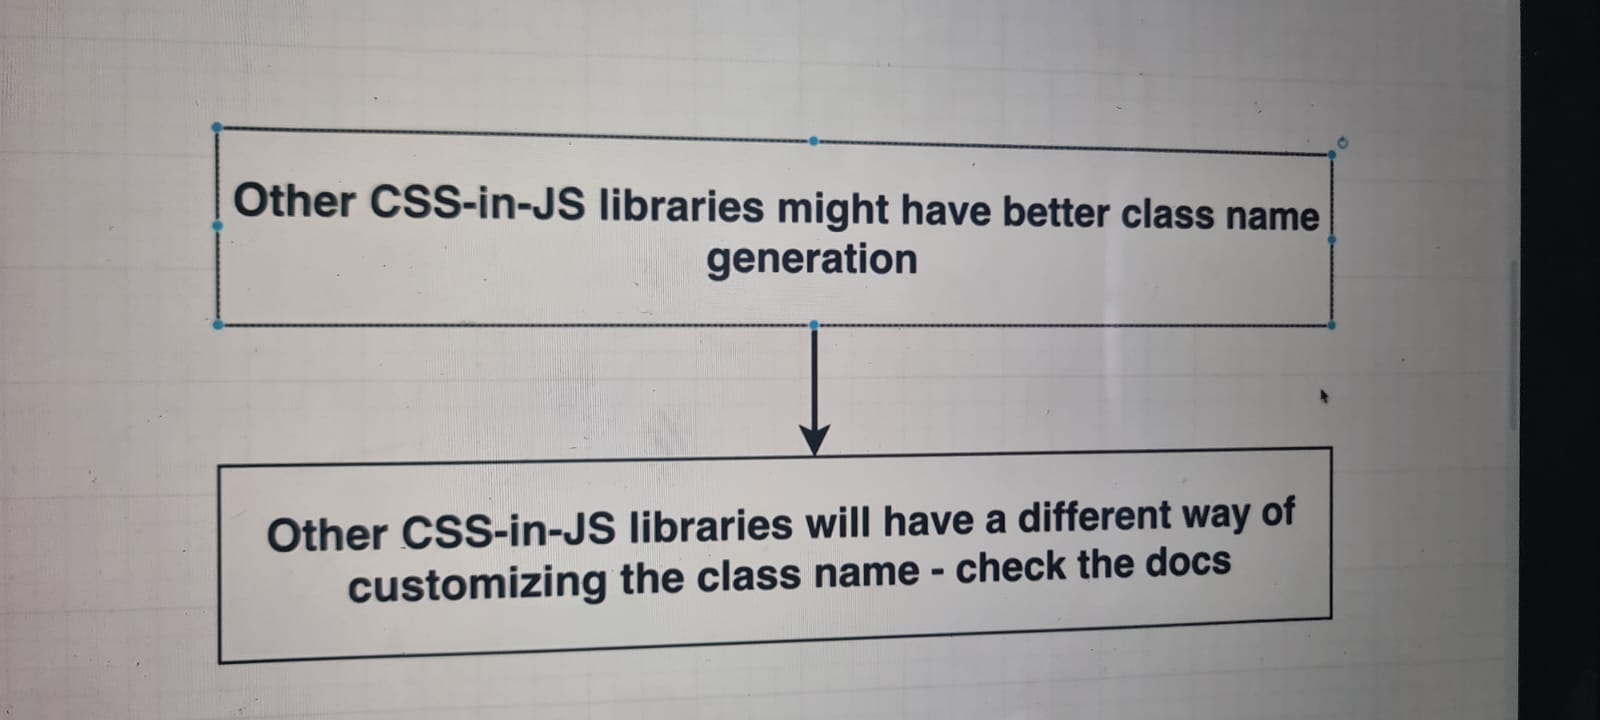 Other CSS-in-JS libraries might have better class name
generation
Other CSS-in-JS libraries will have a different way of
customizing the class name - check the docs